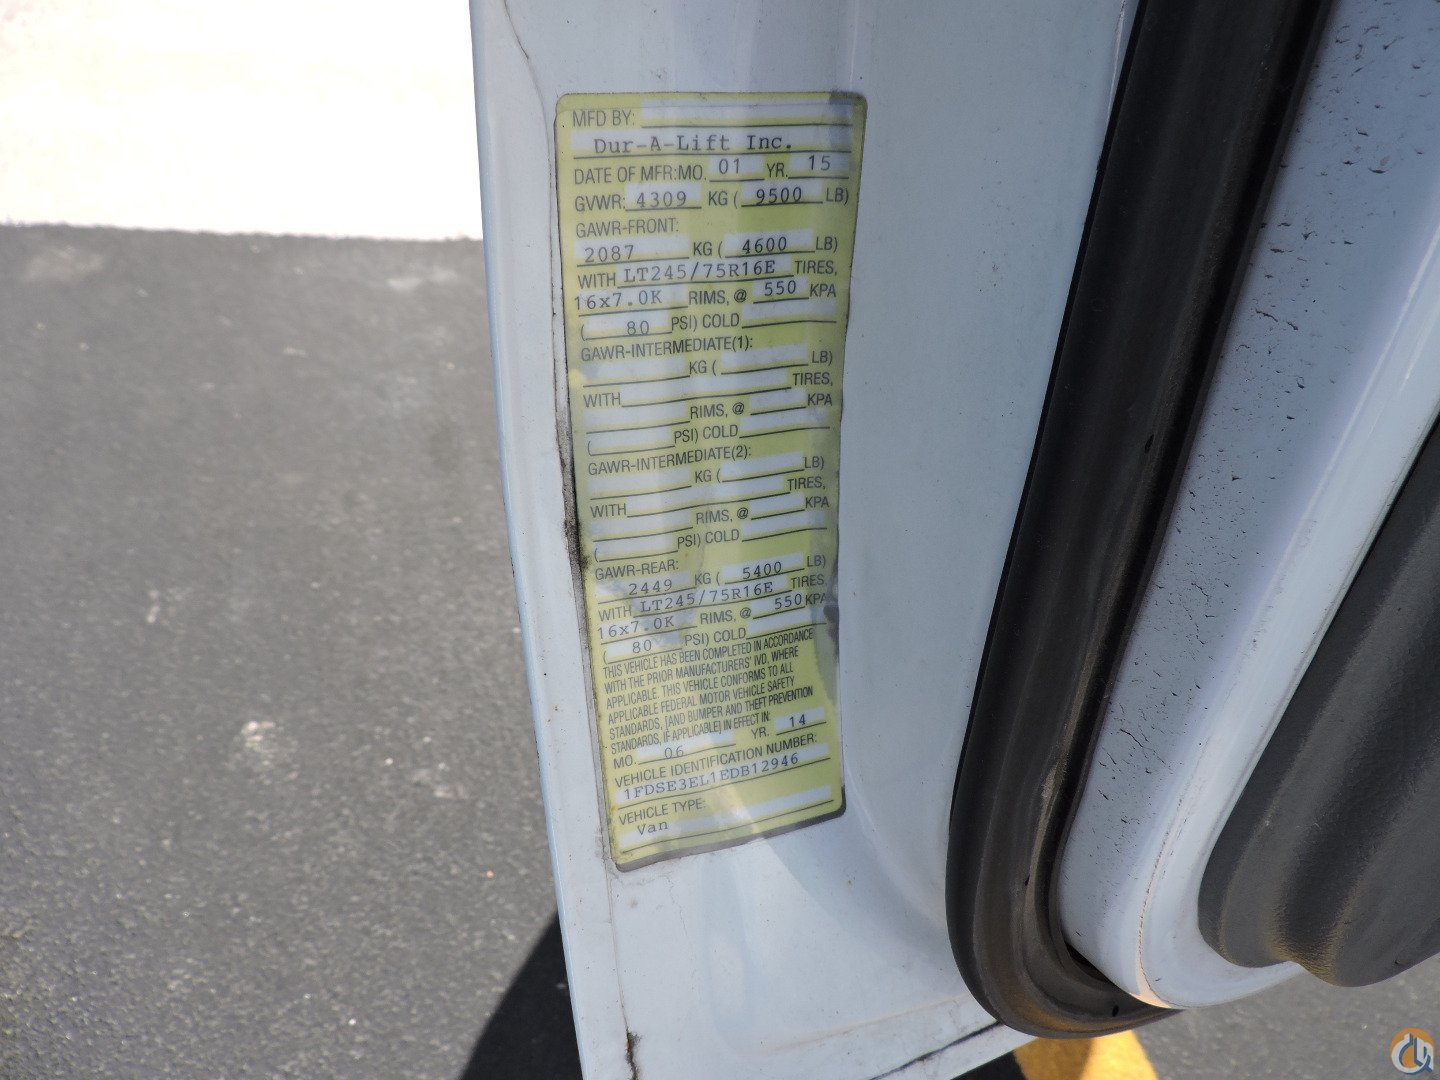 MFD BY:
Dur-A-Lift Inc.
DATE OF MFR:MO. 01 YR. 15
GVWR: 4309 KG ( 9500 LB)
GAWR-FRONT:
2087 KG ( 4600 LB)
WITH LT245/75R16E TIRES,
16x7.0K RIMS, @ 550 KPA
( 80 PSI) COLD
GAWR-INTERMEDIATE(1):
KG ( LB)
WITH TIRES,
RIMS, @ KPA
( PSI) COLD
GAWR-INTERMEDIATE(2):
KG ( LB)
WITH TIRES,
RIMS, @ KPA
( PSI) COLD
GAWR-REAR:
2449 KG ( 5400 LB)
WITH LT245/75R16E TIRES,
16x7.0K RIMS, @ 550 KPA
( 80 PSI) COLD
THIS VEHICLE HAS BEEN COMPLETED IN ACCORDANCE
WITH THE PRIOR MANUFACTURERS' IVD, WHERE
APPLICABLE. THIS VEHICLE CONFORMS TO ALL
APPLICABLE FEDERAL MOTOR VEHICLE SAFETY
STANDARDS, [AND BUMPER AND THEFT PREVENTION
STANDARDS, IF APPLICABLE] IN EFFECT IN:
MO. 06 YR. 14
VEHICLE IDENTIFICATION NUMBER:
1FDSE3EL1EDB12946
VEHICLE TYPE:
Van